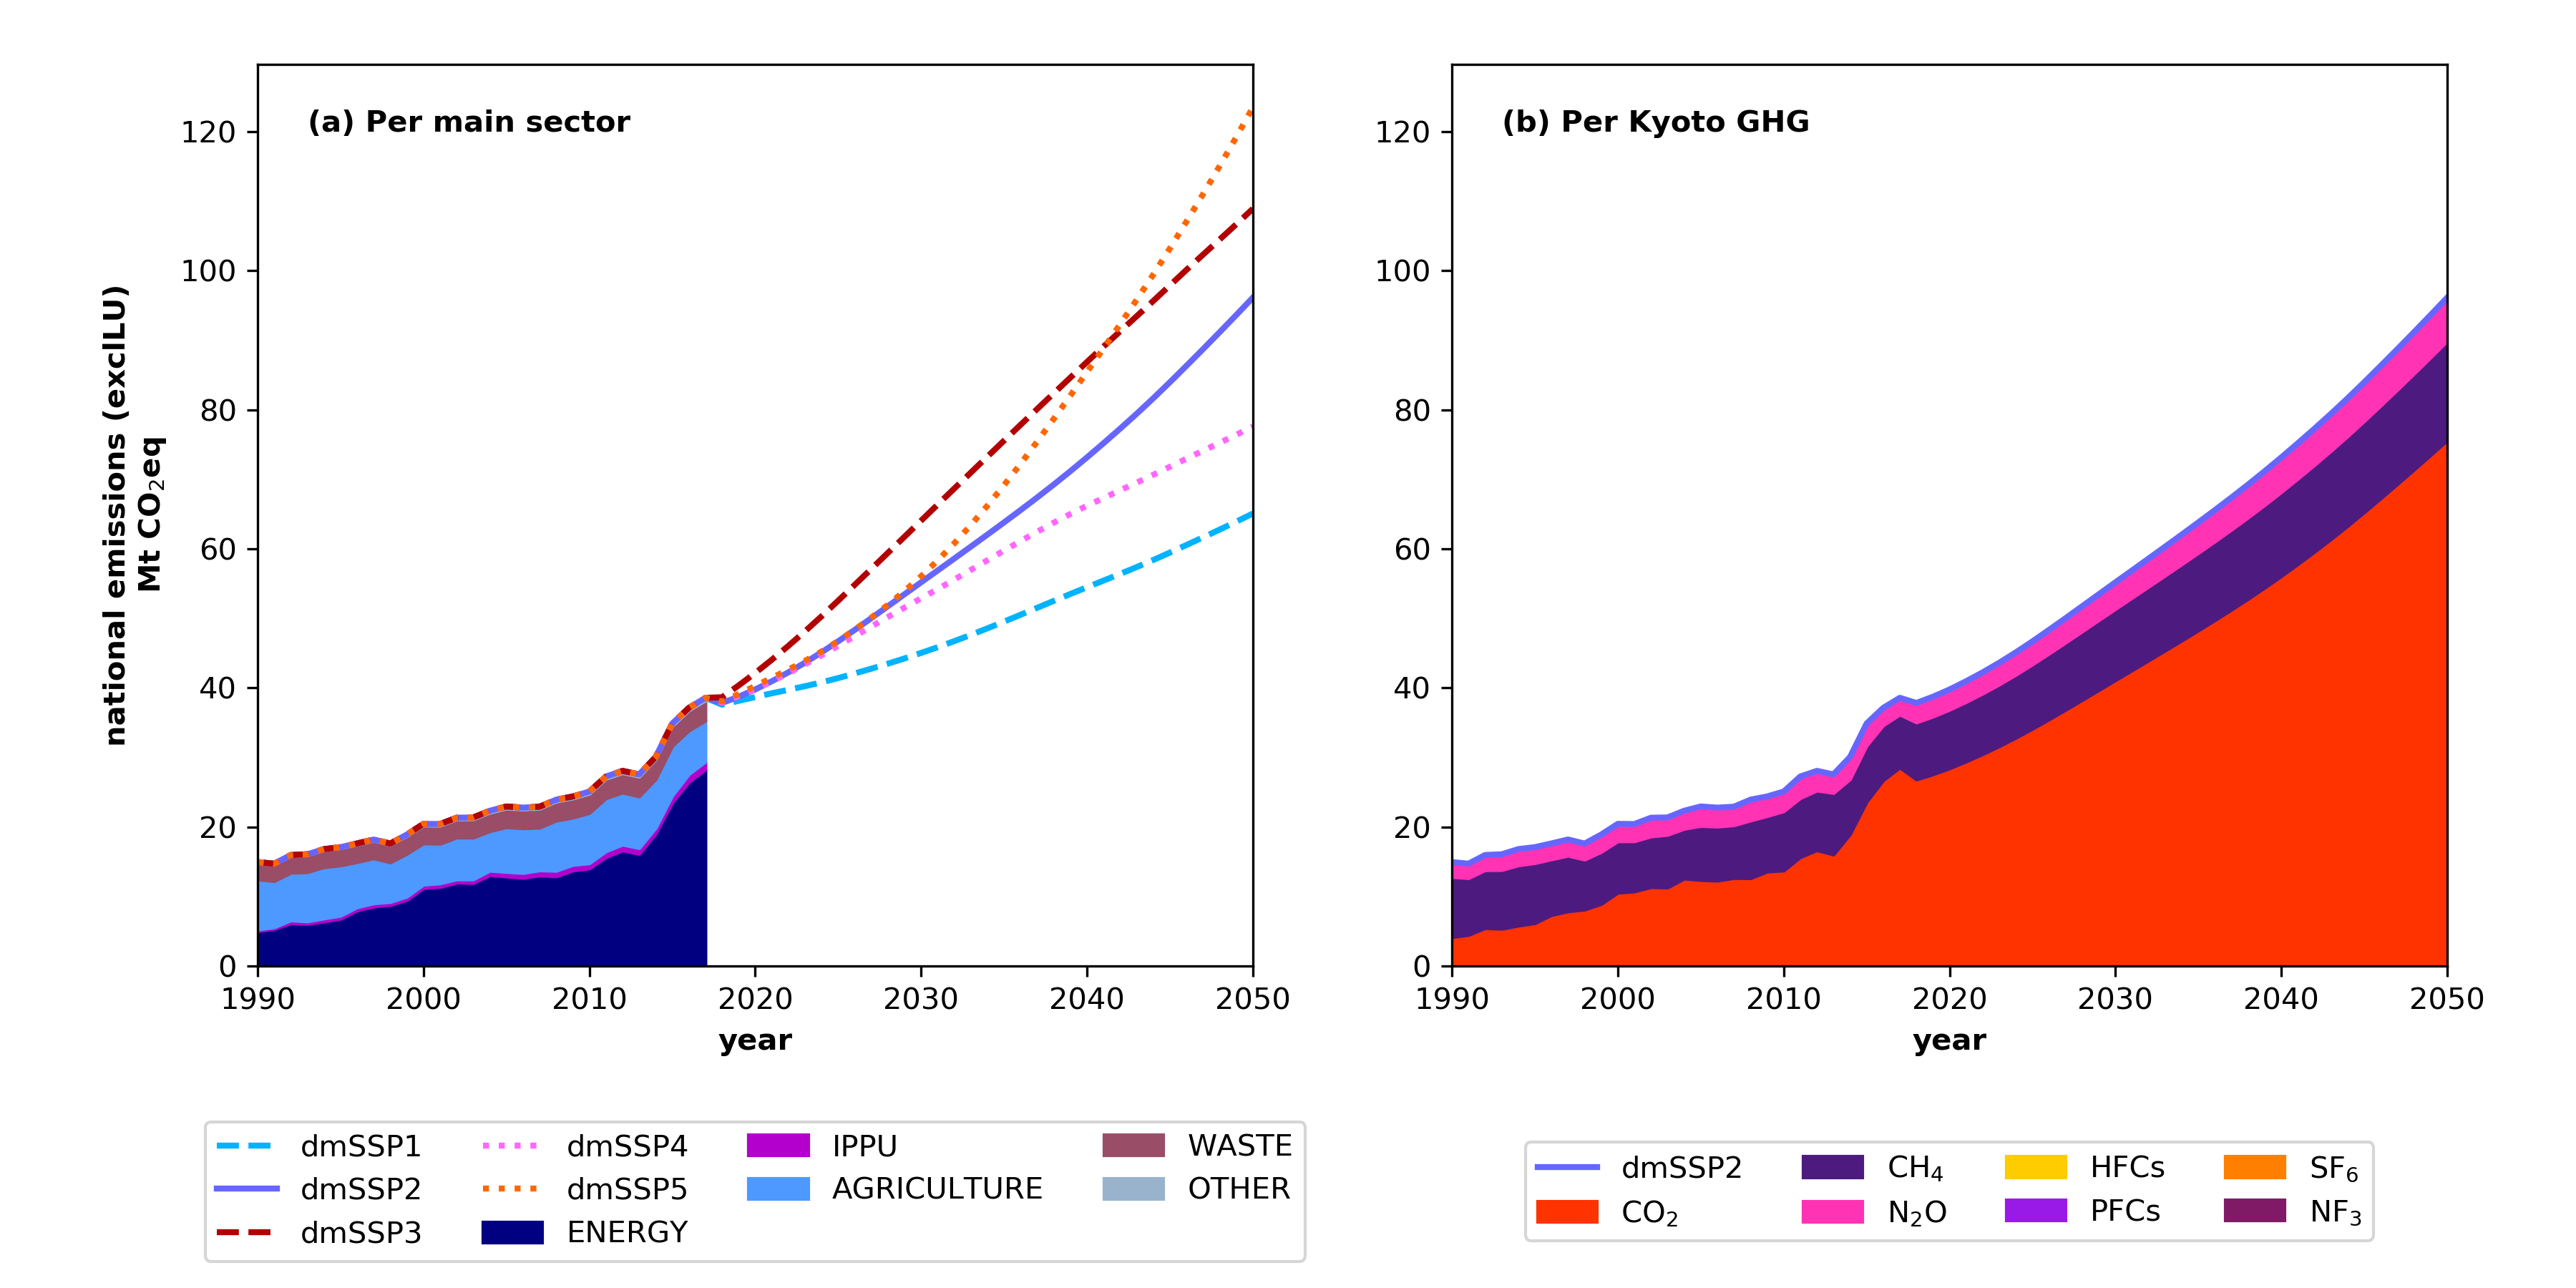 (a) Per main sector
national emissions (exclLU)
Mt CO₂eq
120
100
80
60
40
20
0
1990 2000 2010 2020 2030 2040 2050
year
dmSSP1 dmSSP4 IPPU WASTE
dmSSP2 dmSSP5 AGRICULTURE OTHER
dmSSP3 ENERGY
(b) Per Kyoto GHG
120
100
80
60
40
20
0
1990 2000 2010 2020 2030 2040 2050
year
dmSSP2 CH₄ HFCs SF₆
CO₂ N₂O PFCs NF₃